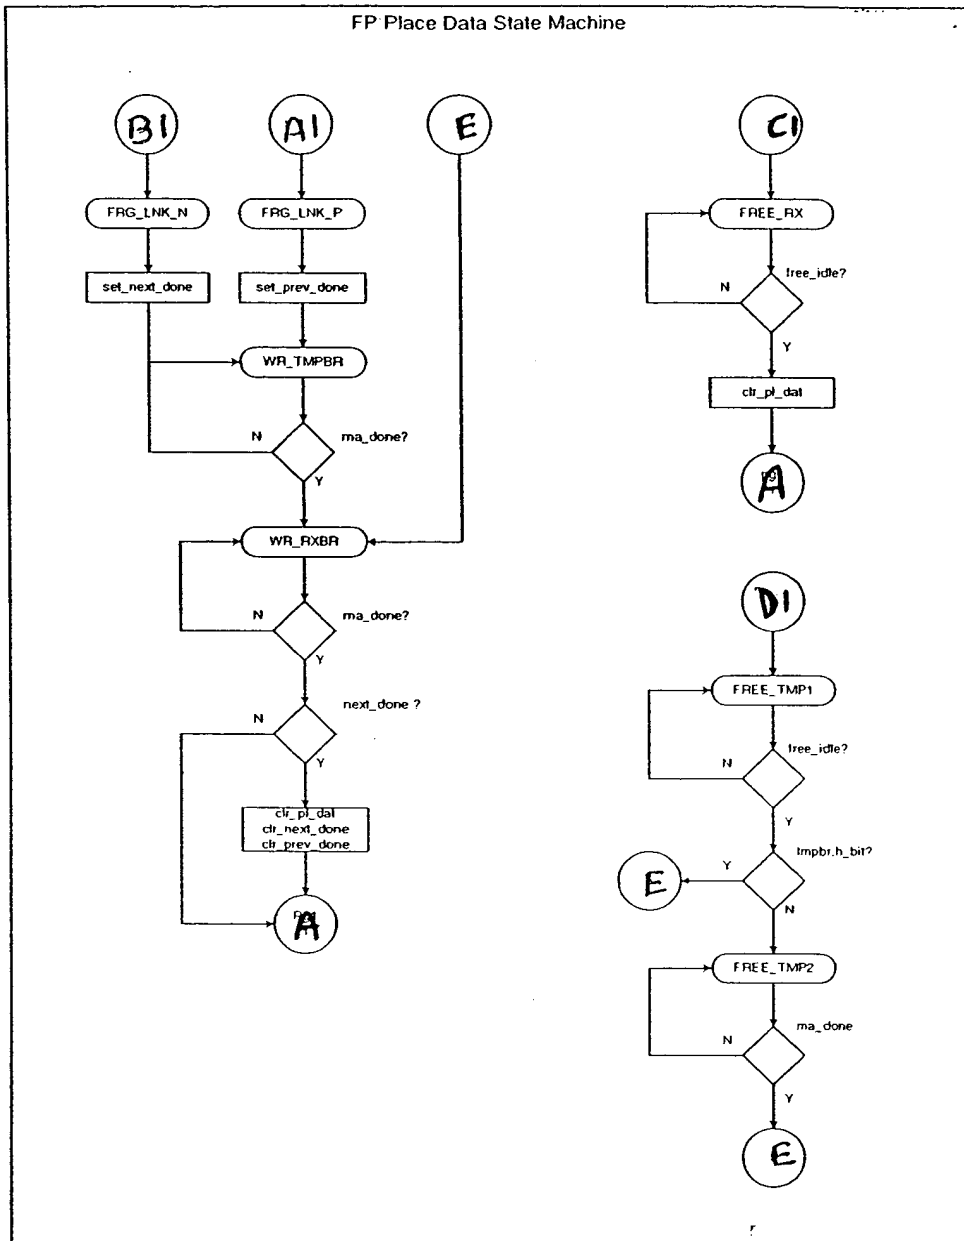 FP Place Data State Machine
B1
A1
E
C1
FRG_LNK_N
FRG_LNK_P
FREE_RX
set_next_done
set_prev_done
free_idle?
N
Y
WR_TMPBR
clr_pl_dat
N
ma_done?
Y
A
WR_RXBR
D1
N
ma_done?
Y
FREE_TMP1
next_done ?
N
Y
free_idle?
N
Y
clr_pl_dat
clr_next_done
clr_prev_done
tmpbr.h_bit?
Y
E
N
A
FREE_TMP2
ma_done
N
Y
E